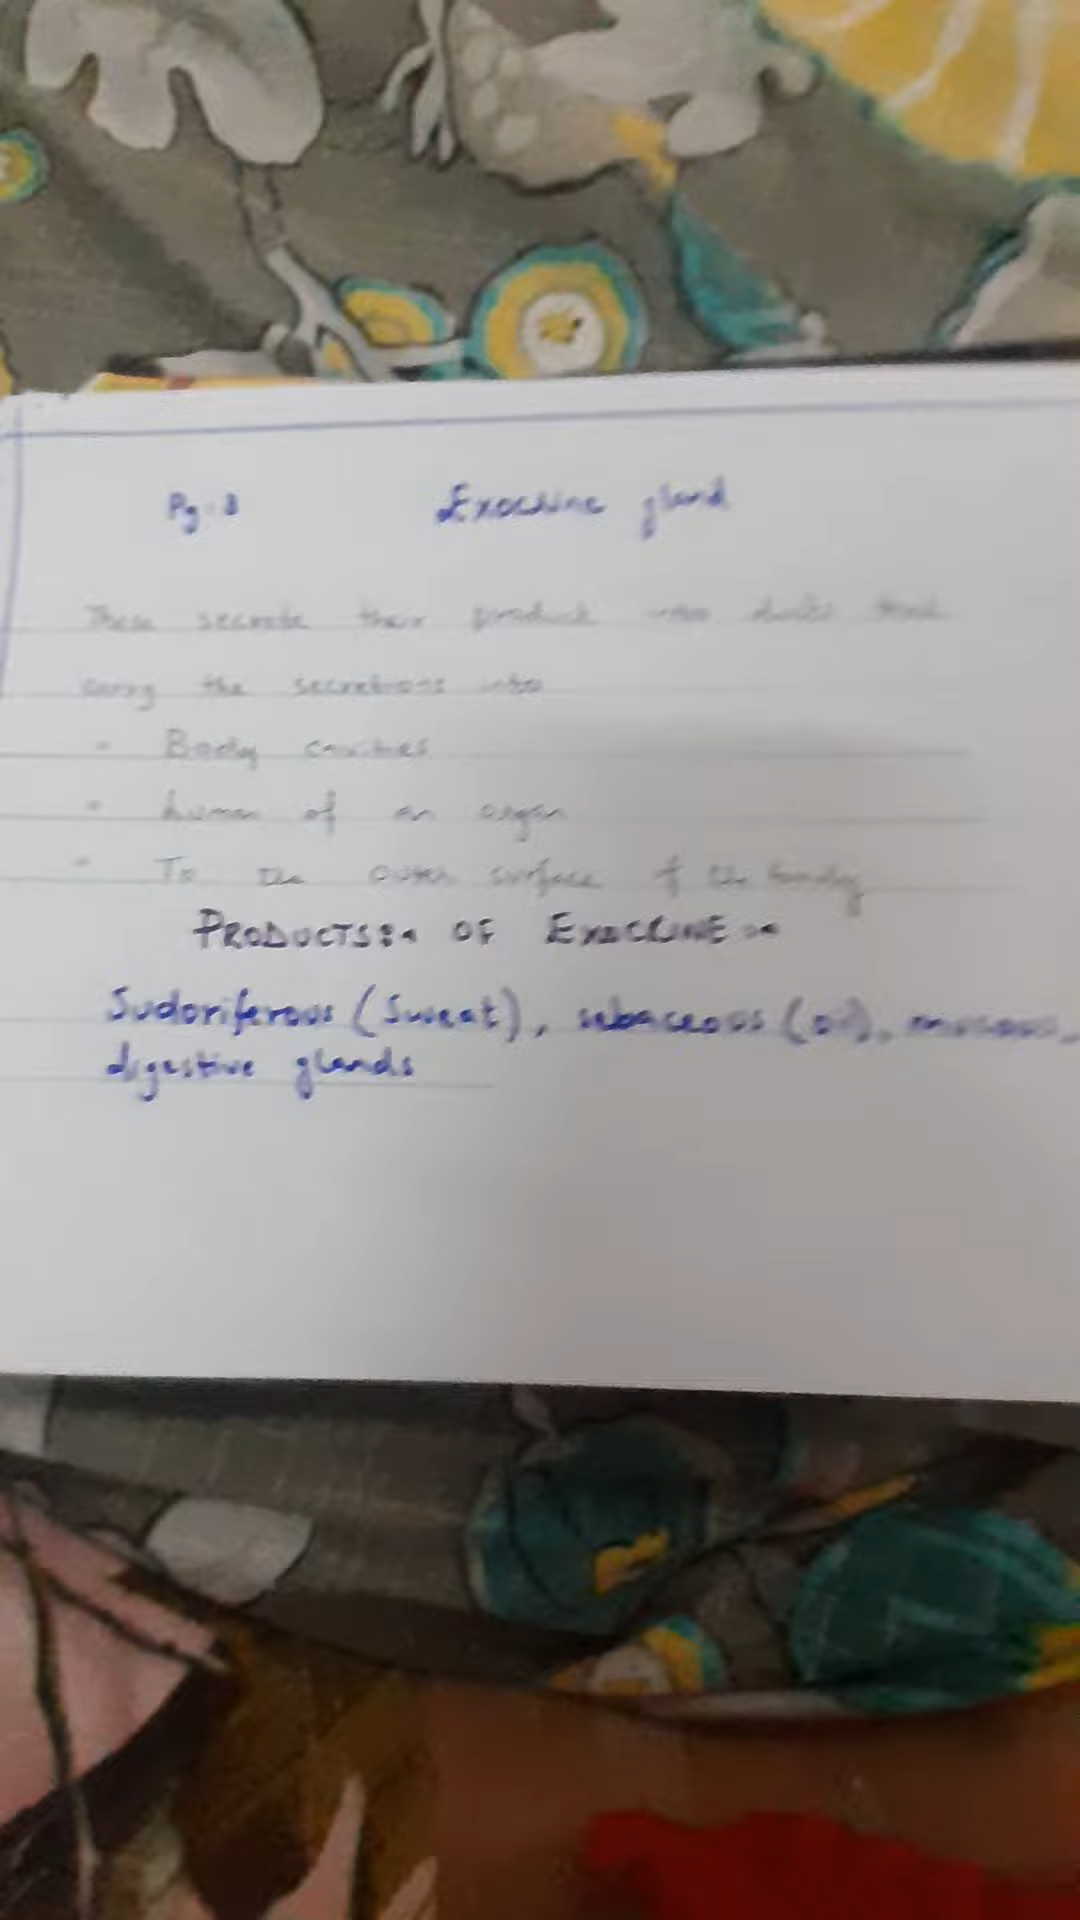 Pg. 3 Exocrine gland
These secrete their product into ducts that
carry the secretions into
Body cavities
Lumen of an organ
To the outer surface of the body
PRODUCTS:- OF EXOCRINE :-
Sudoriferous (Sweat), sebaceous (oil), mucous,
digestive glands